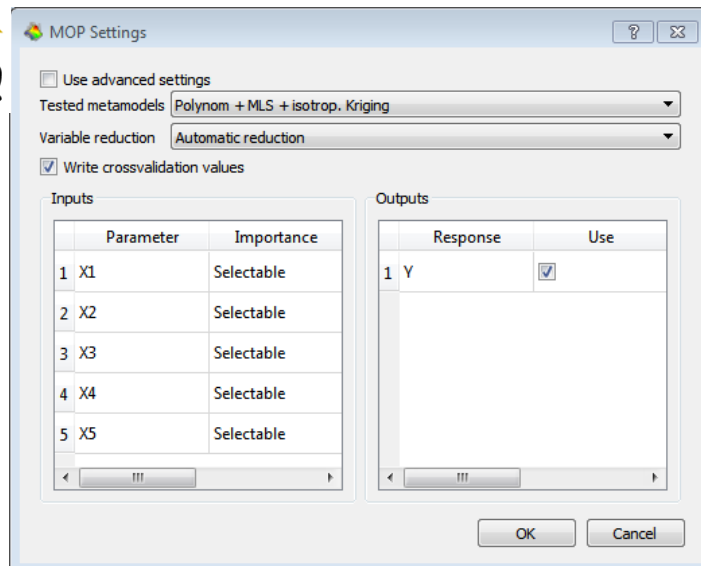 MOP Settings
Use advanced settings
Tested metamodels Polynom + MLS + isotrop. Kriging
Variable reduction Automatic reduction
Write crossvalidation values
Inputs
Parameter Importance
1 X1 Selectable
2 X2 Selectable
3 X3 Selectable
4 X4 Selectable
5 X5 Selectable
Outputs
Response Use
1 Y
OK Cancel